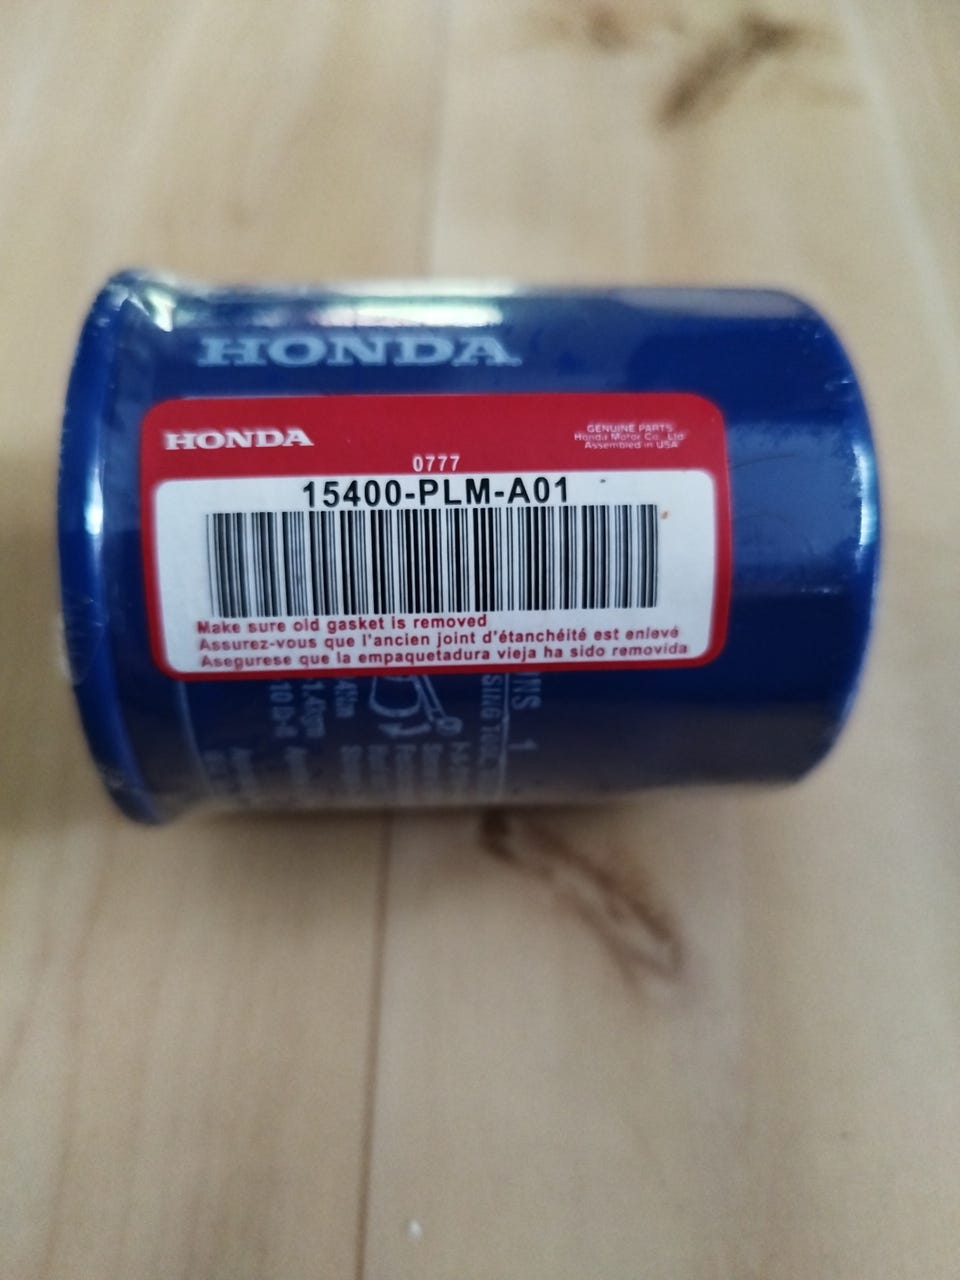 HONDA
HONDA
GENUINE PARTS
Honda Motor Co., Ltd.
Assembled in USA
0777
15400-PLM-A01
Make sure old gasket is removed
Assurez-vous que l'ancien joint d'étanchéité est enlevé
Asegurese que la empaquetadura vieja ha sido removida